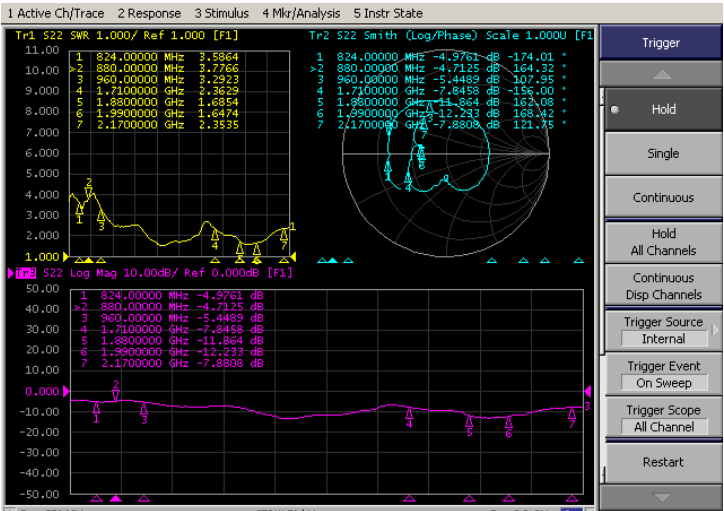 1 Active Ch/Trace 2 Response 3 Stimulus 4 Mkr/Analysis 5 Instr State
Tr1 S22 SWR 1.000/ Ref 1.000 [F1]
11.00
10.00
9.000
8.000
7.000
6.000
5.000
4.000
3.000
2.000
1.000
1 824.00000 MHz 3.5864
>2 880.00000 MHz 3.7766
3 960.00000 MHz 3.2923
4 1.7100000 GHz 2.3629
5 1.8800000 GHz 1.6854
6 1.9900000 GHz 1.6474
7 2.1700000 GHz 2.3535
Tr2 S22 Smith (Log/Phase) Scale 1.000U [F1
1 824.00000 MHz -4.9761 dB -174.01 °
>2 880.00000 MHz -4.7125 dB 164.32 °
3 960.00000 MHz -5.4489 dB 107.95 °
4 1.7100000 GHz -7.8458 dB -156.00 °
5 1.8800000 GHz -11.864 dB 162.08 °
6 1.9900000 GHz -12.233 dB 168.42 °
7 2.1700000 GHz -7.8808 dB 121.75 °
Tr3 S22 Log Mag 10.00dB/ Ref 0.000dB [F1]
50.00
40.00
30.00
20.00
10.00
0.000
-10.00
-20.00
-30.00
-40.00
-50.00
1 824.00000 MHz -4.9761 dB
>2 880.00000 MHz -4.7125 dB
3 960.00000 MHz -5.4489 dB
4 1.7100000 GHz -7.8458 dB
5 1.8800000 GHz -11.864 dB
6 1.9900000 GHz -12.233 dB
7 2.1700000 GHz -7.8808 dB
Trigger
Hold
Single
Continuous
Hold
All Channels
Continuous
Disp Channels
Trigger Source
Internal
Trigger Event
On Sweep
Trigger Scope
All Channel
Restart